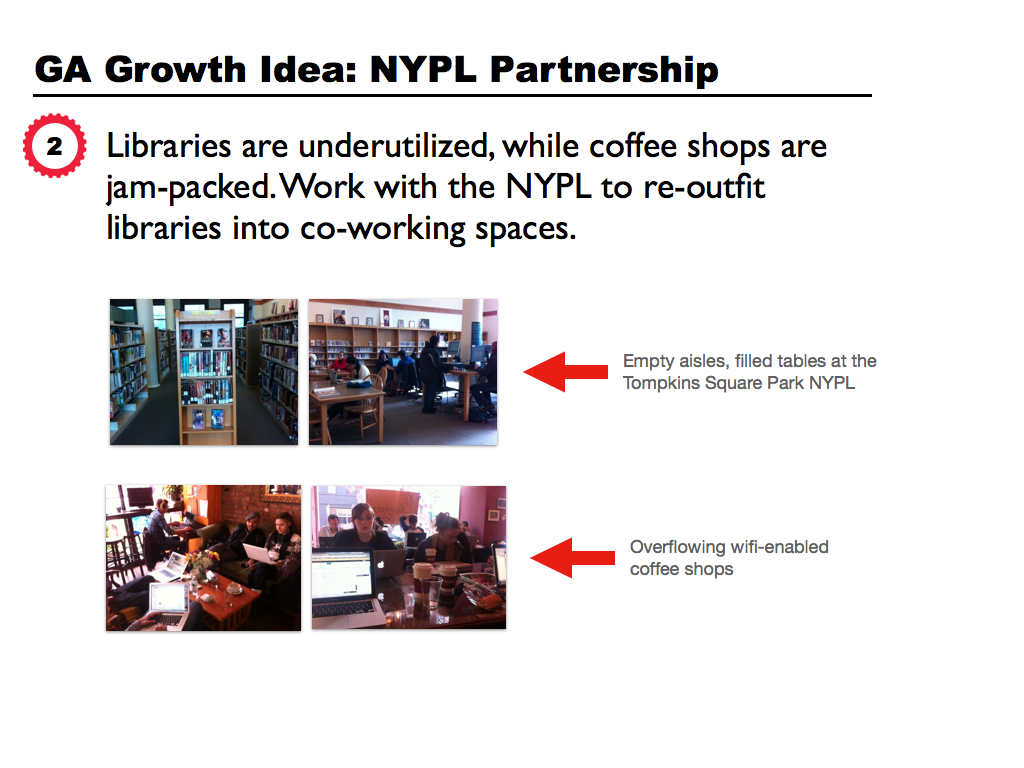 GA Growth Idea: NYPL Partnership
2
Libraries are underutilized, while coffee shops are
jam-packed. Work with the NYPL to re-outfit
libraries into co-working spaces.
Empty aisles, filled tables at the
Tompkins Square Park NYPL
Overflowing wifi-enabled
coffee shops